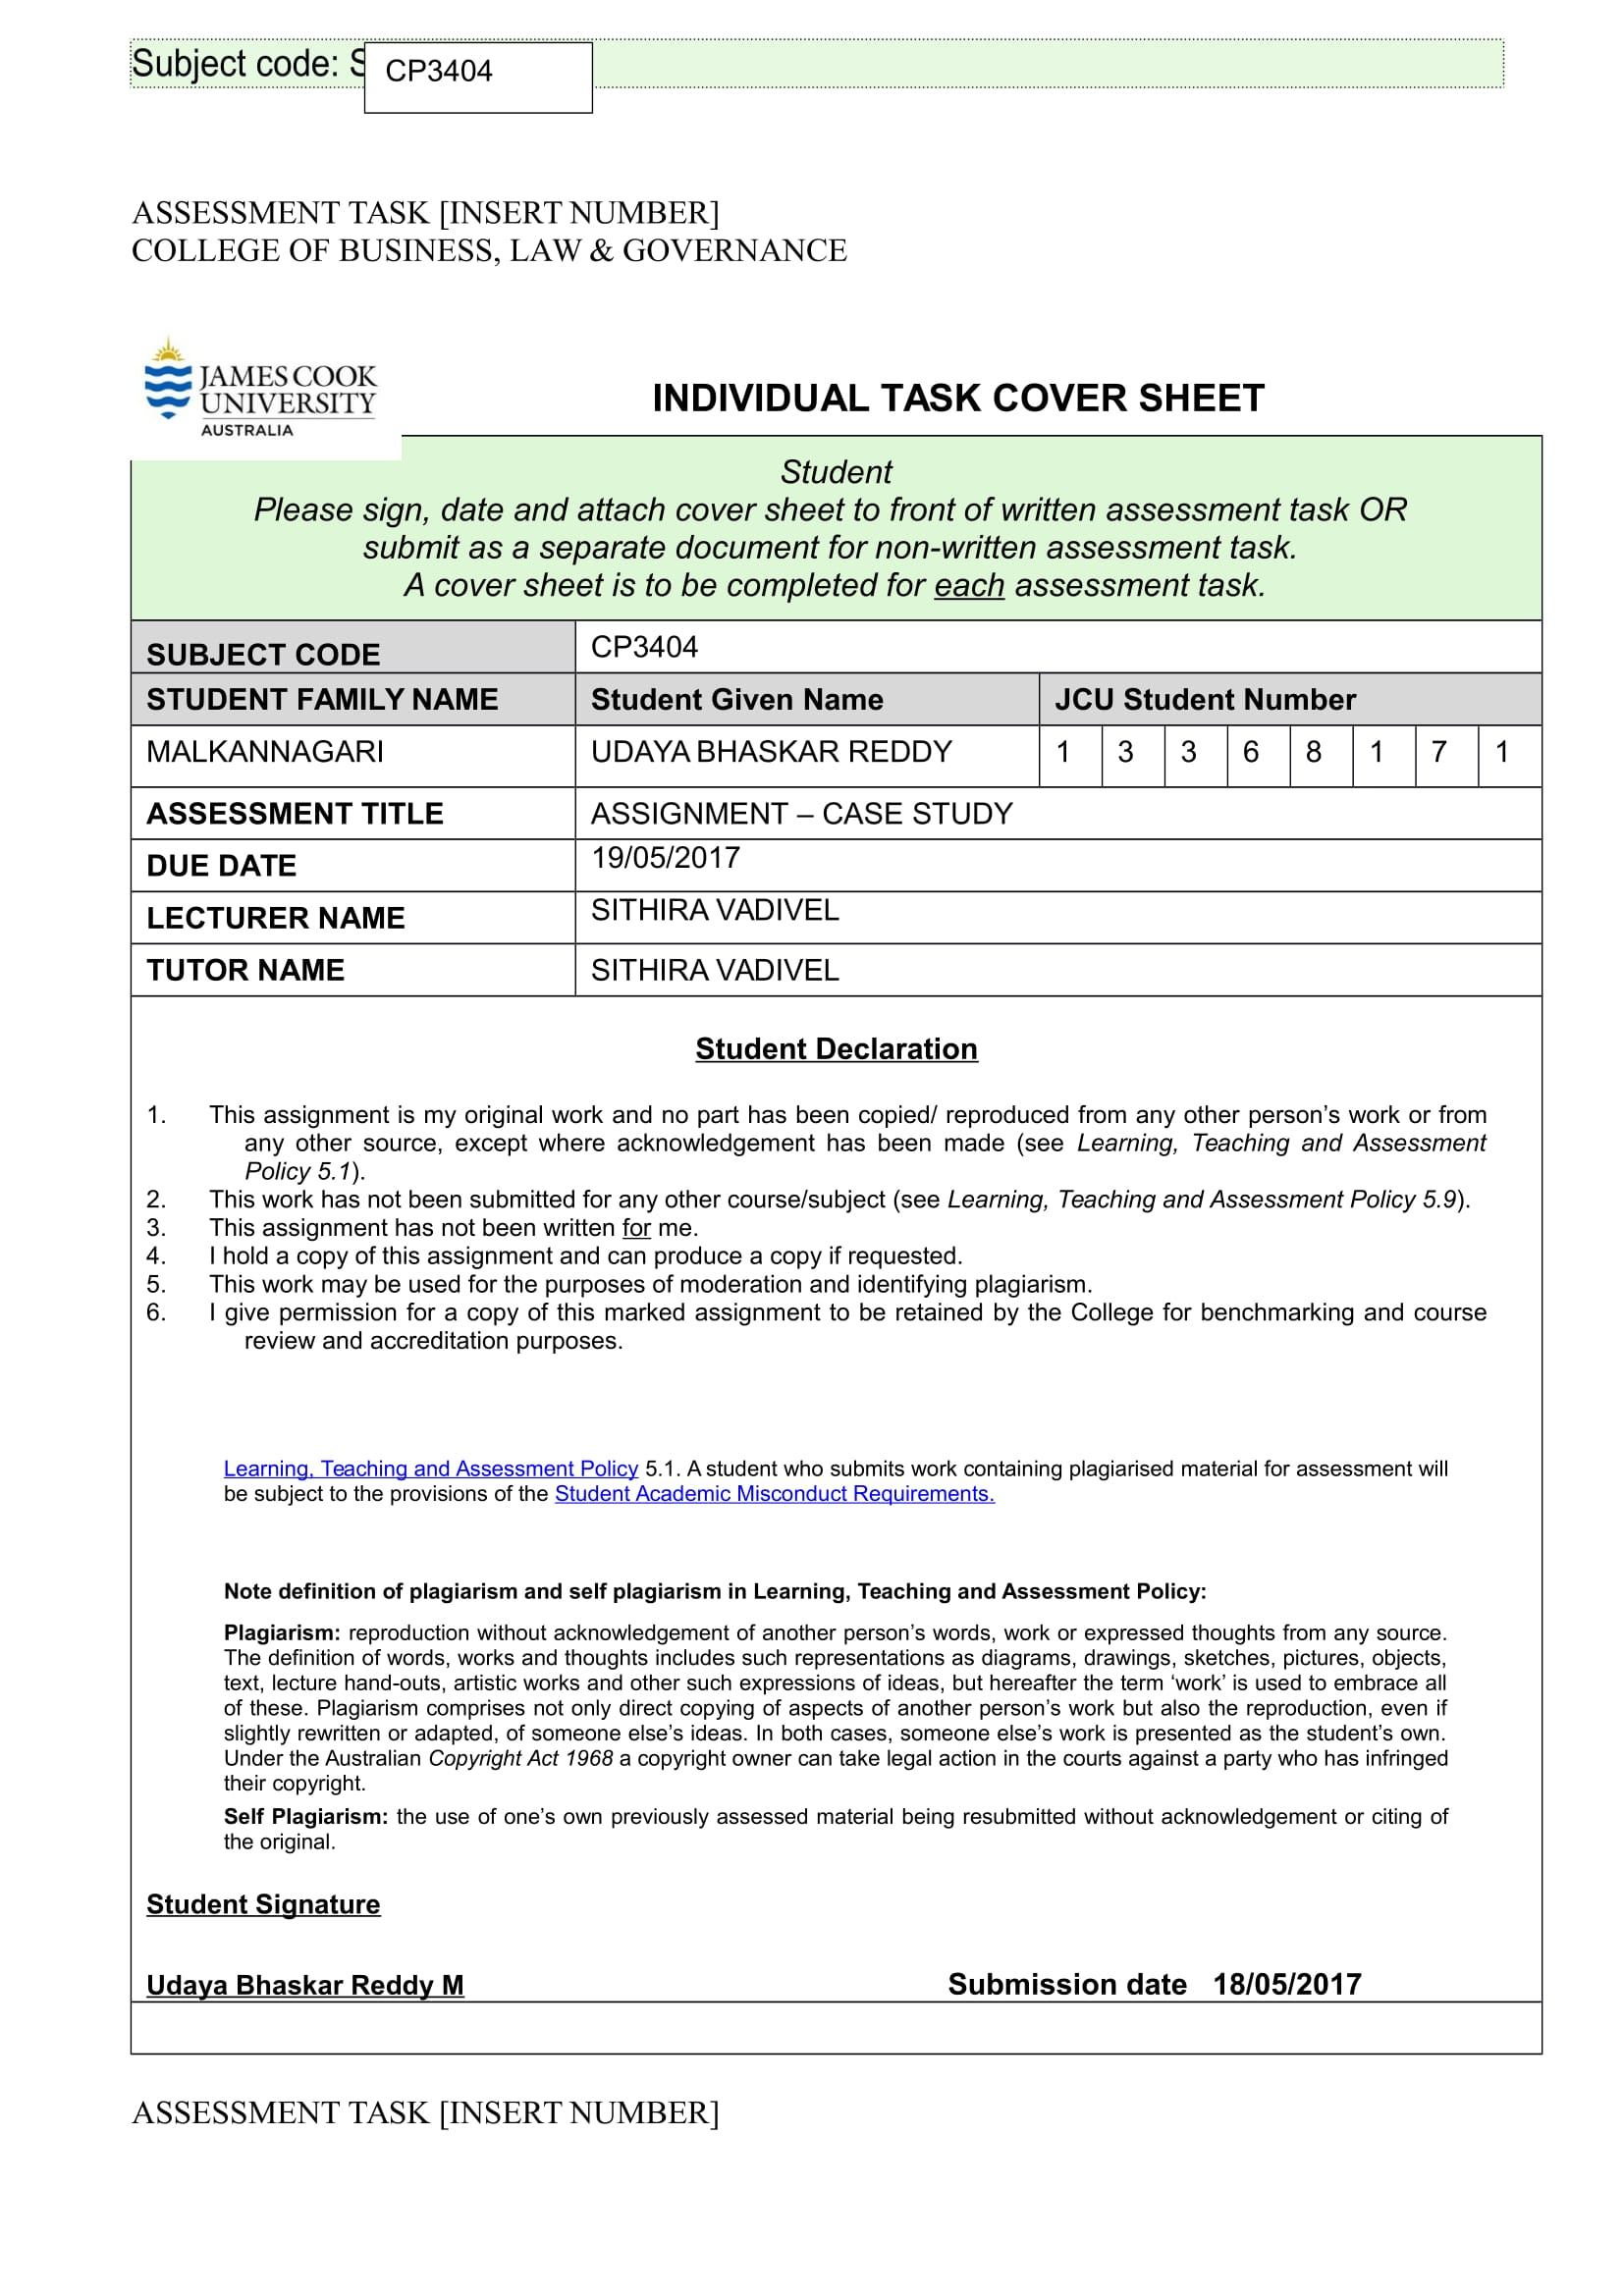 Subject code: S CP3404
ASSESSMENT TASK [INSERT NUMBER]
COLLEGE OF BUSINESS, LAW & GOVERNANCE
JAMES COOK
UNIVERSITY
AUSTRALIA
INDIVIDUAL TASK COVER SHEET
Student
Please sign, date and attach cover sheet to front of written assessment task OR
submit as a separate document for non-written assessment task.
A cover sheet is to be completed for each assessment task.
SUBJECT CODE CP3404
STUDENT FAMILY NAME Student Given Name JCU Student Number
MALKANNAGARI UDAYA BHASKAR REDDY 1 3 3 6 8 1 7 1
ASSESSMENT TITLE ASSIGNMENT – CASE STUDY
DUE DATE 19/05/2017
LECTURER NAME SITHIRA VADIVEL
TUTOR NAME SITHIRA VADIVEL
Student Declaration
1. This assignment is my original work and no part has been copied/ reproduced from any other person’s work or from
any other source, except where acknowledgement has been made (see Learning, Teaching and Assessment
Policy 5.1).
2. This work has not been submitted for any other course/subject (see Learning, Teaching and Assessment Policy 5.9).
3. This assignment has not been written for me.
4. I hold a copy of this assignment and can produce a copy if requested.
5. This work may be used for the purposes of moderation and identifying plagiarism.
6. I give permission for a copy of this marked assignment to be retained by the College for benchmarking and course
review and accreditation purposes.
Learning, Teaching and Assessment Policy 5.1. A student who submits work containing plagiarised material for assessment will
be subject to the provisions of the Student Academic Misconduct Requirements.
Note definition of plagiarism and self plagiarism in Learning, Teaching and Assessment Policy:
Plagiarism: reproduction without acknowledgement of another person’s words, work or expressed thoughts from any source.
The definition of words, works and thoughts includes such representations as diagrams, drawings, sketches, pictures, objects,
text, lecture hand-outs, artistic works and other such expressions of ideas, but hereafter the term ‘work’ is used to embrace all
of these. Plagiarism comprises not only direct copying of aspects of another person’s work but also the reproduction, even if
slightly rewritten or adapted, of someone else’s ideas. In both cases, someone else’s work is presented as the student’s own.
Under the Australian Copyright Act 1968 a copyright owner can take legal action in the courts against a party who has infringed
their copyright.
Self Plagiarism: the use of one’s own previously assessed material being resubmitted without acknowledgement or citing of
the original.
Student Signature
Udaya Bhaskar Reddy M Submission date 18/05/2017
ASSESSMENT TASK [INSERT NUMBER]